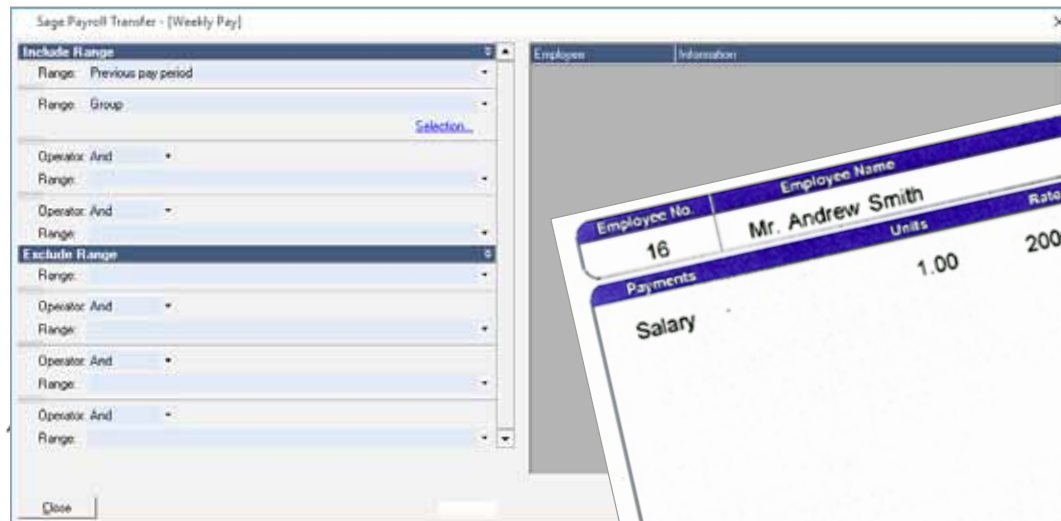 Sage Payroll Transfer - [Weekly Pay]
Include Range
Range: Previous pay period
Range: Group
Selection...
Operator: And
Range:
Operator: And
Range:
Exclude Range
Range:
Operator: And
Range:
Operator: And
Range:
Operator: And
Range:
Close
Employee Information
Employee No. Employee Name
16 Mr. Andrew Smith
Payments Units Rate
Salary 1.00 200